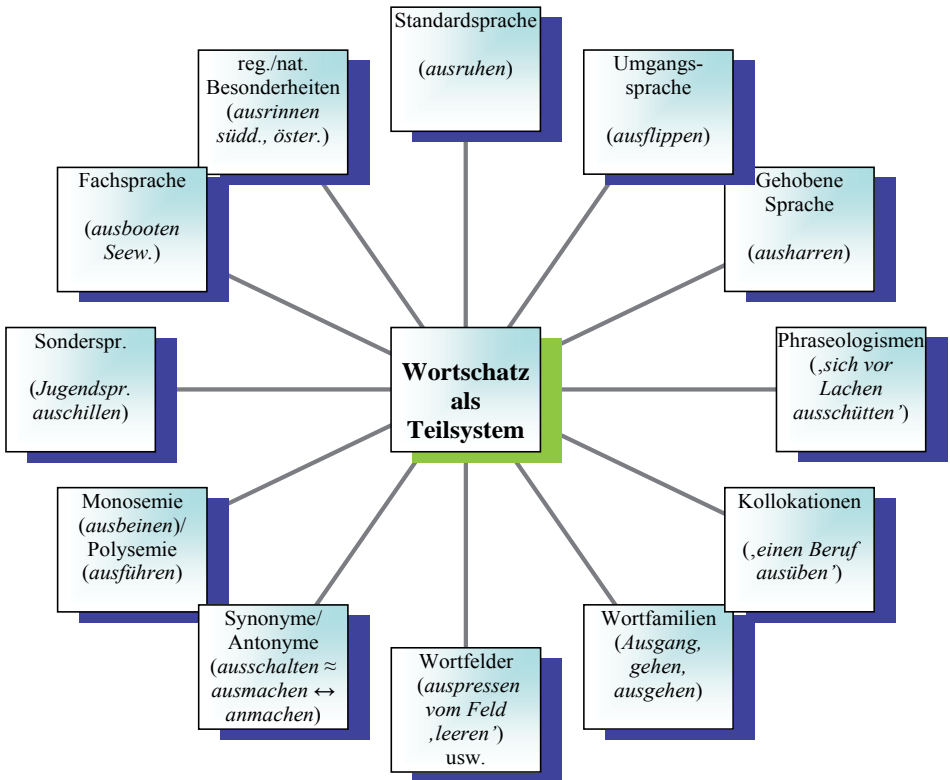 Standardsprache
(ausruhen)
Umgangs-
sprache
(ausflippen)
Gehobene
Sprache
(ausharren)
Phraseologismen
(‚sich vor
Lachen
ausschütten’)
Kollokationen
(‚einen Beruf
ausüben’)
Wortfamilien
(Ausgang,
gehen,
ausgehen)
Wortfelder
(auspressen
vom Feld
‚leeren’)
usw.
Synonyme/
Antonyme
(ausschalten ≈
ausmachen ↔
anmachen)
Monosemie
(ausbeinen)/
Polysemie
(ausführen)
Sonderspr.
(Jugendspr.
auschillen)
Fachsprache
(ausbooten
Seew.)
reg./nat.
Besonderheiten
(ausrinnen
südd., öster.)
Wortschatz
als
Teilsystem